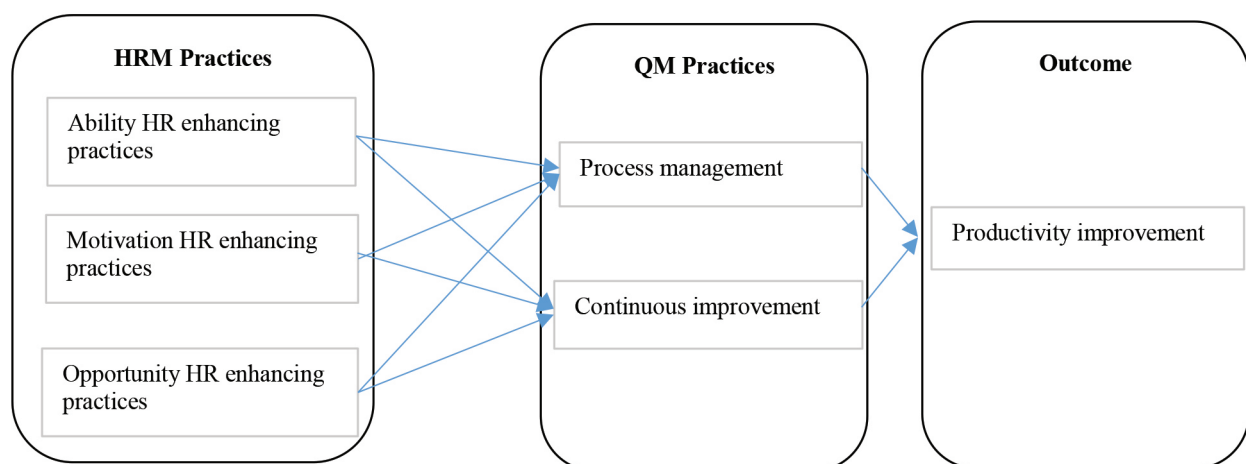 HRM Practices
Ability HR enhancing
practices
Motivation HR enhancing
practices
Opportunity HR enhancing
practices
QM Practices
Process management
Continuous improvement
Outcome
Productivity improvement